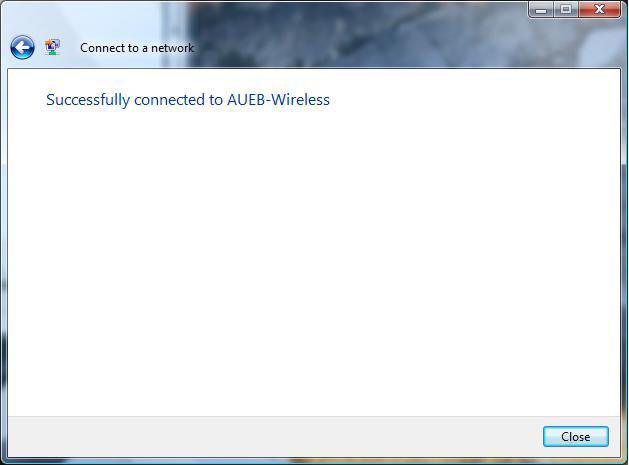 Connect to a network
Successfully connected to AUEB-Wireless
Close